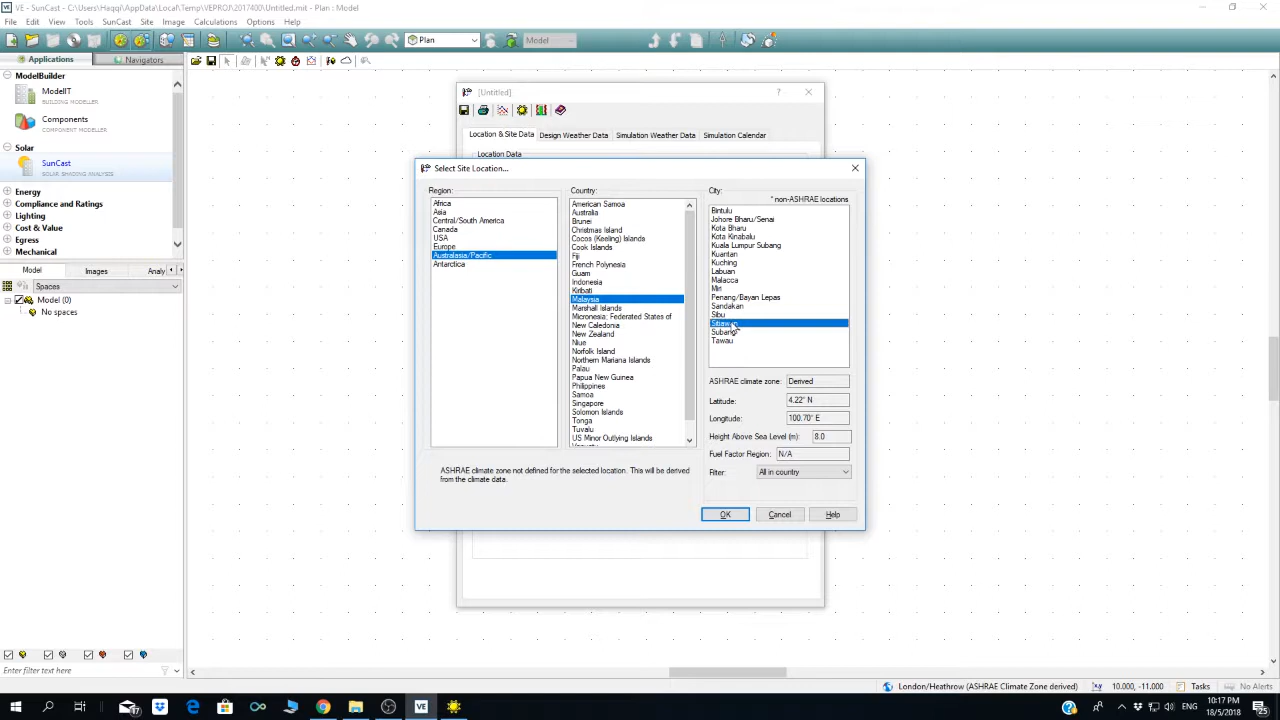 VE - SunCast - C:\Users\Haqqi\AppData\Local\Temp\VEPROJ\2017400\Untitled.mit - Plan : Model
File Edit View Tools SunCast Site Image Calculations Options Help
Plan
Model
Applications Navigators
ModelBuilder
ModelIT
BUILDING MODELLER
Components
COMPONENT MODELLER
Solar
SunCast
SOLAR SHADING ANALYSIS
Energy
Compliance and Ratings
Lighting
Cost & Value
Egress
Mechanical
Model Images Analy
Spaces
Model (0)
No spaces
Enter filter text here
[Untitled]
Location & Site Data Design Weather Data Simulation Weather Data Simulation Calendar
Location Data
Select Site Location...
Region:
Africa
Asia
Central/South America
Canada
USA
Europe
Australasia/Pacific
Antarctica
Country:
American Samoa
Australia
Brunei
Christmas Island
Cocos (Keeling) Islands
Cook Islands
Fiji
French Polynesia
Guam
Indonesia
Kiribati
Malaysia
Marshall Islands
Micronesia; Federated States of
New Caledonia
New Zealand
Niue
Norfolk Island
Northern Mariana Islands
Palau
Papua New Guinea
Philippines
Samoa
Singapore
Solomon Islands
Tonga
Tuvalu
US Minor Outlying Islands
City:
* non-ASHRAE locations
Bintulu
Johore Bharu/Senai
Kota Bharu
Kota Kinabalu
Kuala Lumpur Subang
Kuantan
Kuching
Labuan
Malacca
Miri
Penang/Bayan Lepas
Sandakan
Sibu
Sitiawan
Subang
Tawau
ASHRAE climate zone: Derived
Latitude: 4.22° N
Longitude: 100.70° E
Height Above Sea Level (m): 8.0
Fuel Factor Region: N/A
Filter: All in country
ASHRAE climate zone not defined for the selected location. This will be derived
from the climate data.
OK Cancel Help
London/Heathrow (ASHRAE Climate Zone derived) 10.000, -11.000 Tasks No Alerts
VE
ENG
10:17 PM
18/5/2018
25